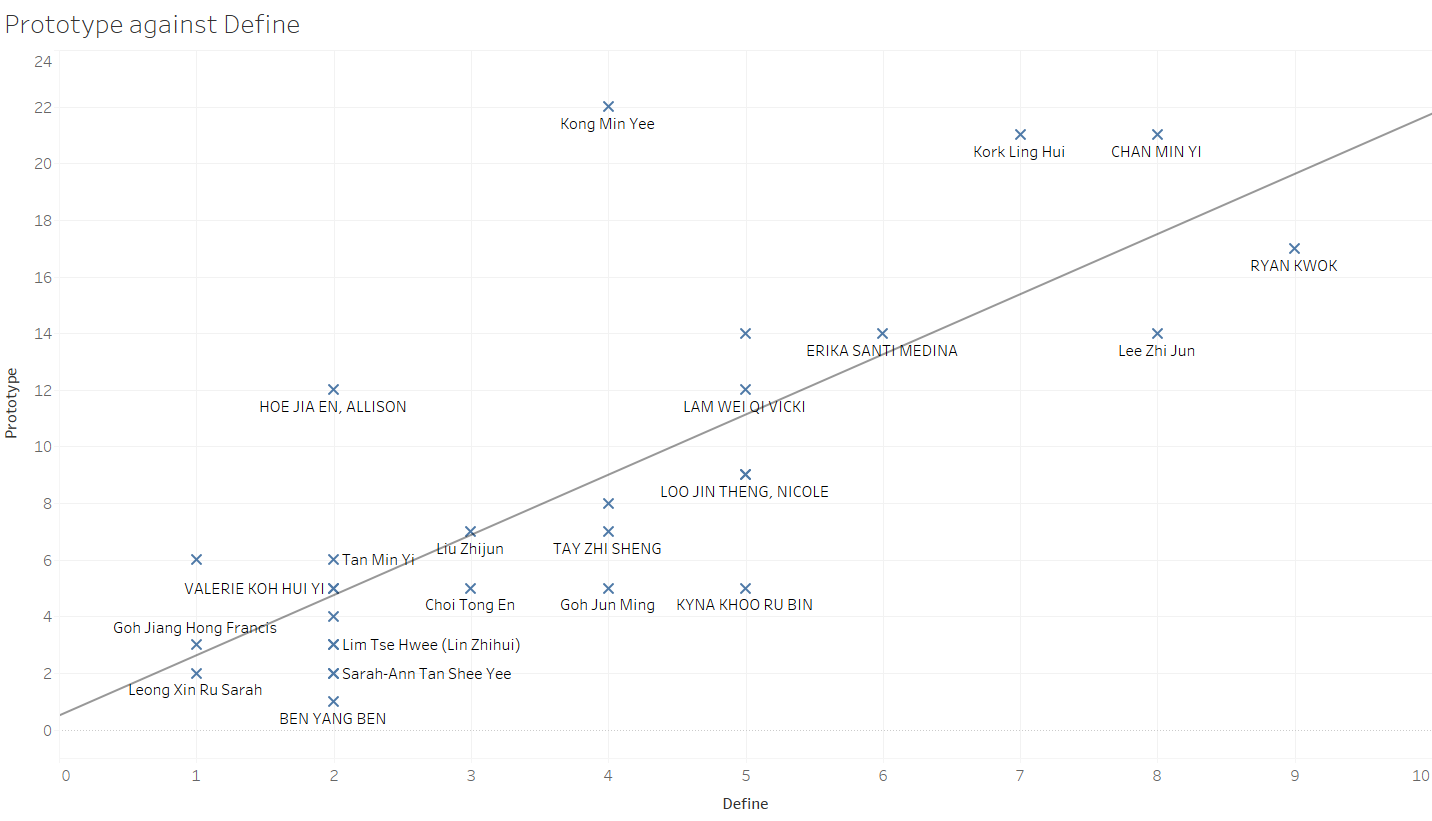 Prototype against Define
24
22
Kong Min Yee
Kork Ling Hui
CHAN MIN YI
20
18
RYAN KWOK
16
14
ERIKA SANTI MEDINA
Lee Zhi Jun
12
HOE JIA EN, ALLISON
LAM WEI QI VICKI
Prototype
10
LOO JIN THENG, NICOLE
8
Liu Zhijun
TAY ZHI SHENG
6
Tan Min Yi
VALERIE KOH HUI YI
Choi Tong En
Goh Jun Ming
KYNA KHOO RU BIN
4
Goh Jiang Hong Francis
Lim Tse Hwee (Lin Zhihui)
2
Sarah-Ann Tan Shee Yee
Leong Xin Ru Sarah
BEN YANG BEN
0
0 1 2 3 4 5 6 7 8 9 10
Define